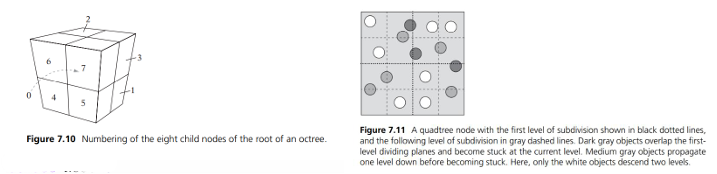 2
6
7
3
0
4
5
1
Figure 7.10 Numbering of the eight child nodes of the root of an octree.
Figure 7.11 A quadtree node with the first level of subdivision shown in black dotted lines,
and the following level of subdivision in gray dashed lines. Dark gray objects overlap the first-
level dividing planes and become stuck at the current level. Medium gray objects propagate
one level down before becoming stuck. Here, only the white objects descend two levels.